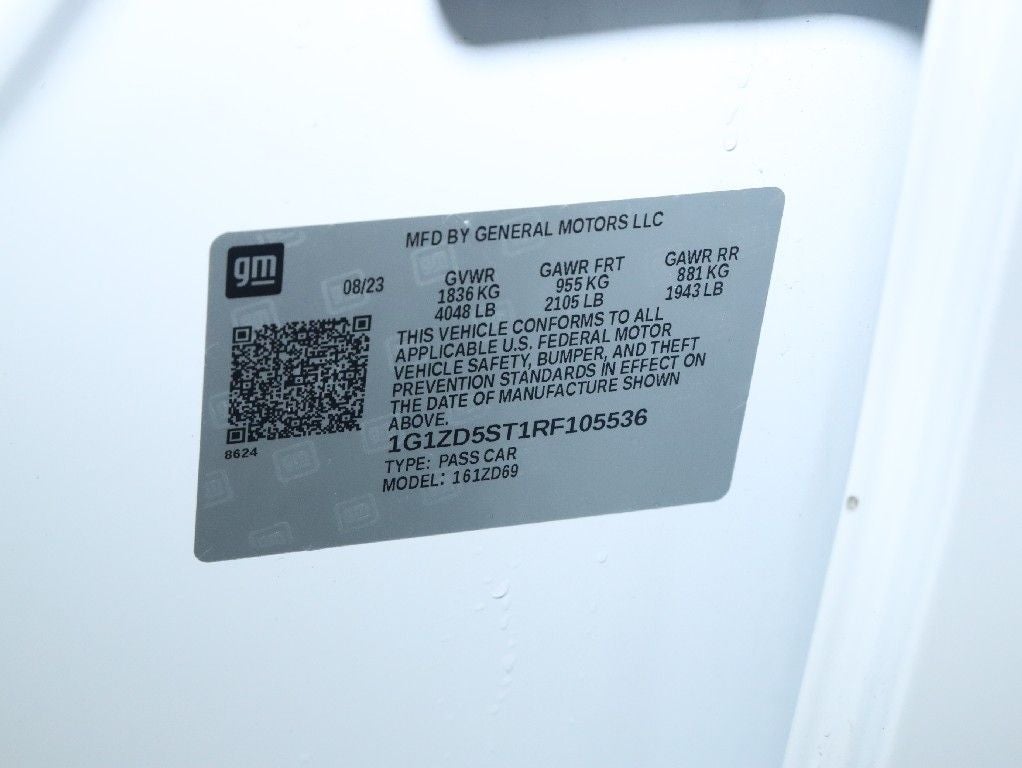 gm
MFD BY GENERAL MOTORS LLC
08/23
GVWR
1836 KG
4048 LB
GAWR FRT
955 KG
2105 LB
GAWR RR
881 KG
1943 LB
THIS VEHICLE CONFORMS TO ALL
APPLICABLE U.S. FEDERAL MOTOR
VEHICLE SAFETY, BUMPER, AND THEFT
PREVENTION STANDARDS IN EFFECT ON
THE DATE OF MANUFACTURE SHOWN
ABOVE.
1G1ZD5ST1RF105536
TYPE: PASS CAR
MODEL: 161ZD69
8624